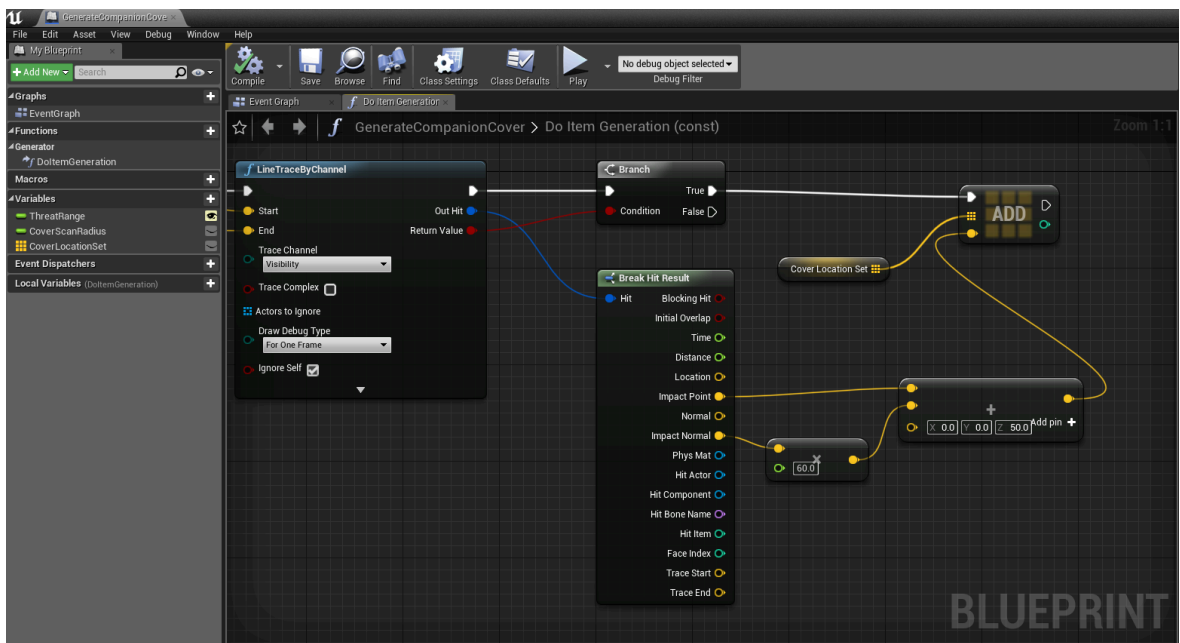 GenerateCompanionCove
File Edit Asset View Debug Window Help
My Blueprint
+ Add New Search
Graphs
EventGraph
Functions
Generator
DoItemGeneration
Macros
Variables
ThreatRange
CoverScanRadius
CoverLocationSet
Event Dispatchers
Local Variables (DoItemGeneration)
Compile Save Browse Find Class Settings Class Defaults Play
No debug object selected
Debug Filter
Event Graph
f Do Item Generation
f GenerateCompanionCover > Do Item Generation (const)
Zoom 1:1
f LineTraceByChannel
Start Out Hit
End Return Value
Trace Channel
Visibility
Trace Complex
Actors to Ignore
Draw Debug Type
For One Frame
Ignore Self
Branch
True
Condition False
Break Hit Result
Hit Blocking Hit
Initial Overlap
Time
Distance
Location
Impact Point
Normal
Impact Normal
Phys Mat
Hit Actor
Hit Component
Hit Bone Name
Hit Item
Face Index
Trace Start
Trace End
Cover Location Set
ADD
60.0 ×
+
X 0.0 Y 0.0 Z 50.0 Add pin +
BLUEPRINT